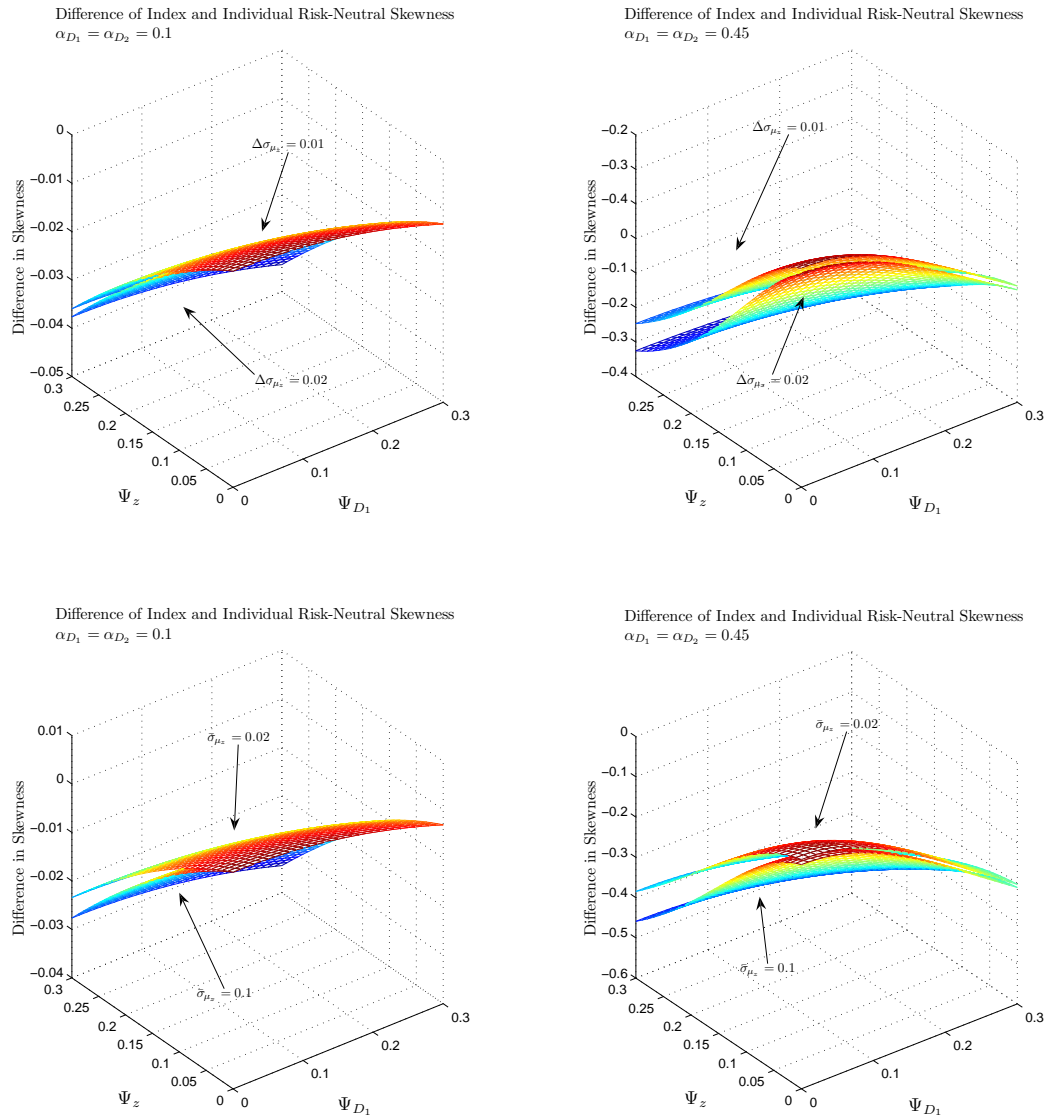 Difference of Index and Individual Risk-Neutral Skewness
α_{D_1} = α_{D_2} = 0.1
Δσ_{μ_z} = 0.01
Δσ_{μ_z} = 0.02
Difference in Skewness
0
−0.01
−0.02
−0.03
−0.04
−0.05
0.3
0.25
0.2
0.15
0.1
0.05
0
Ψ_z
0
0.1
0.2
0.3
Ψ_{D_1}
Difference of Index and Individual Risk-Neutral Skewness
α_{D_1} = α_{D_2} = 0.45
Δσ_{μ_z} = 0.01
Δσ_{μ_z} = 0.02
Difference in Skewness
−0.2
−0.3
−0.4
0
−0.1
−0.2
−0.3
−0.4
0.3
0.25
0.2
0.15
0.1
0.05
0
Ψ_z
0
0.1
0.2
0.3
Ψ_{D_1}
Difference of Index and Individual Risk-Neutral Skewness
α_{D_1} = α_{D_2} = 0.1
σ̄_{μ_z} = 0.02
σ̄_{μ_z} = 0.1
Difference in Skewness
0.01
0
−0.01
−0.02
−0.03
−0.04
0.3
0.25
0.2
0.15
0.1
0.05
0
Ψ_z
0
0.1
0.2
0.3
Ψ_{D_1}
Difference of Index and Individual Risk-Neutral Skewness
α_{D_1} = α_{D_2} = 0.45
σ̄_{μ_z} = 0.02
σ̄_{μ_z} = 0.1
Difference in Skewness
0
−0.1
−0.2
−0.3
−0.4
−0.5
−0.6
0.3
0.25
0.2
0.15
0.1
0.05
0
Ψ_z
0
0.1
0.2
0.3
Ψ_{D_1}